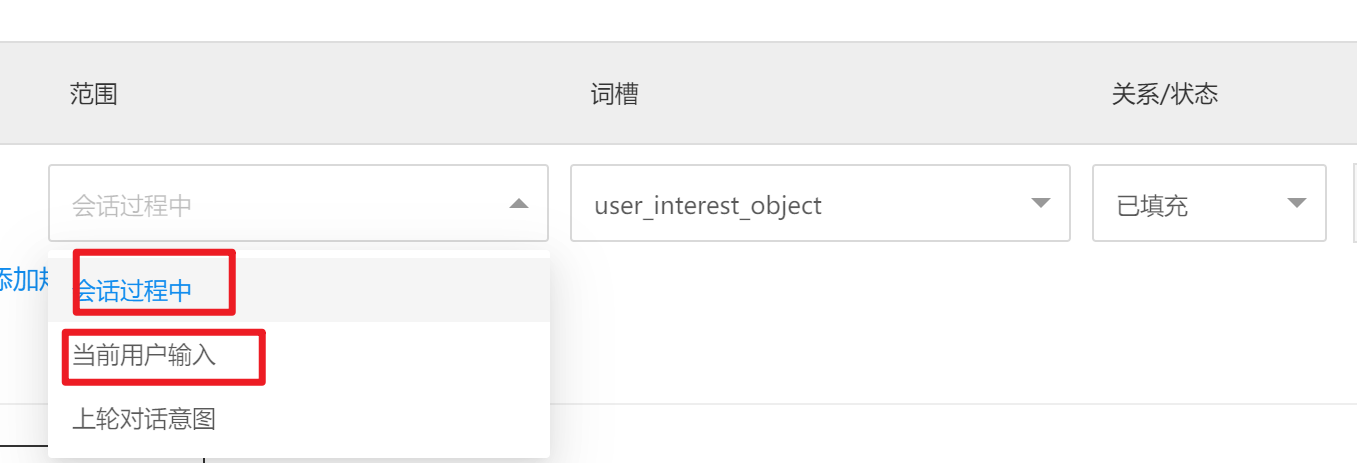 范围 词槽 关系/状态
会话过程中 user_interest_object 已填充
添加规
会话过程中
当前用户输入
上轮对话意图